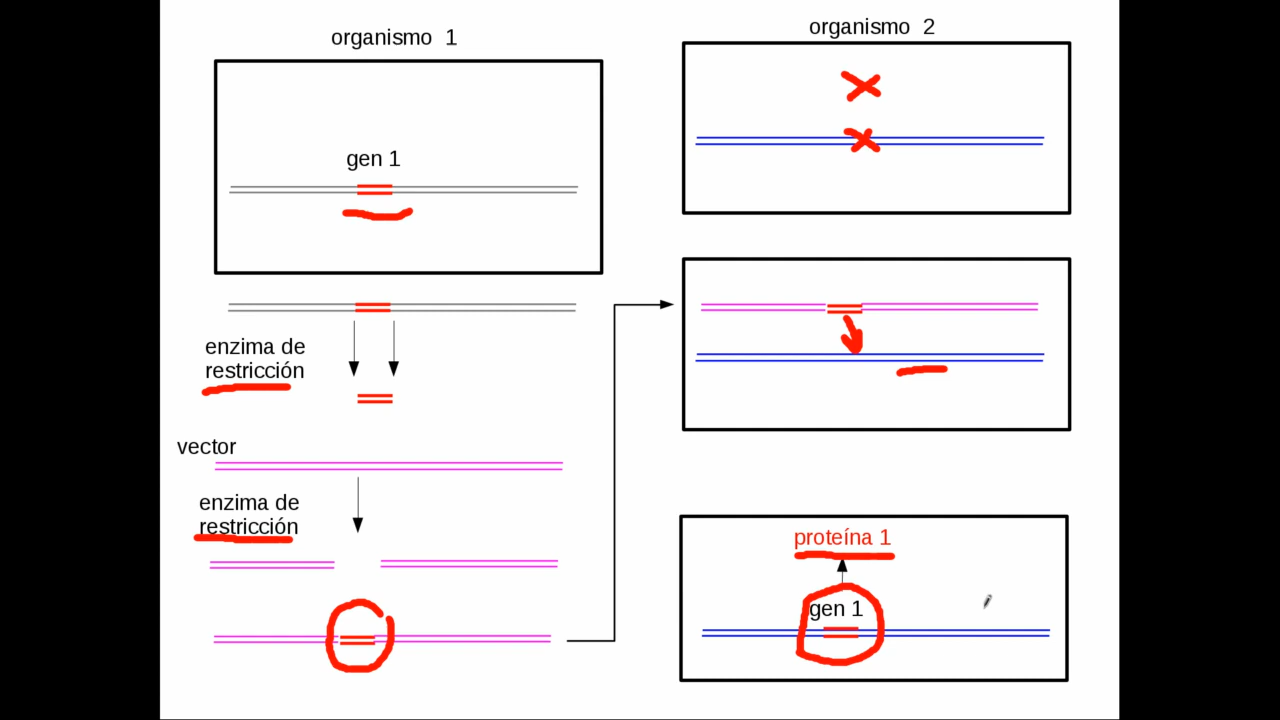 organismo 1
gen 1
enzima de
restricción
vector
enzima de
restricción
organismo 2
proteína 1
gen 1